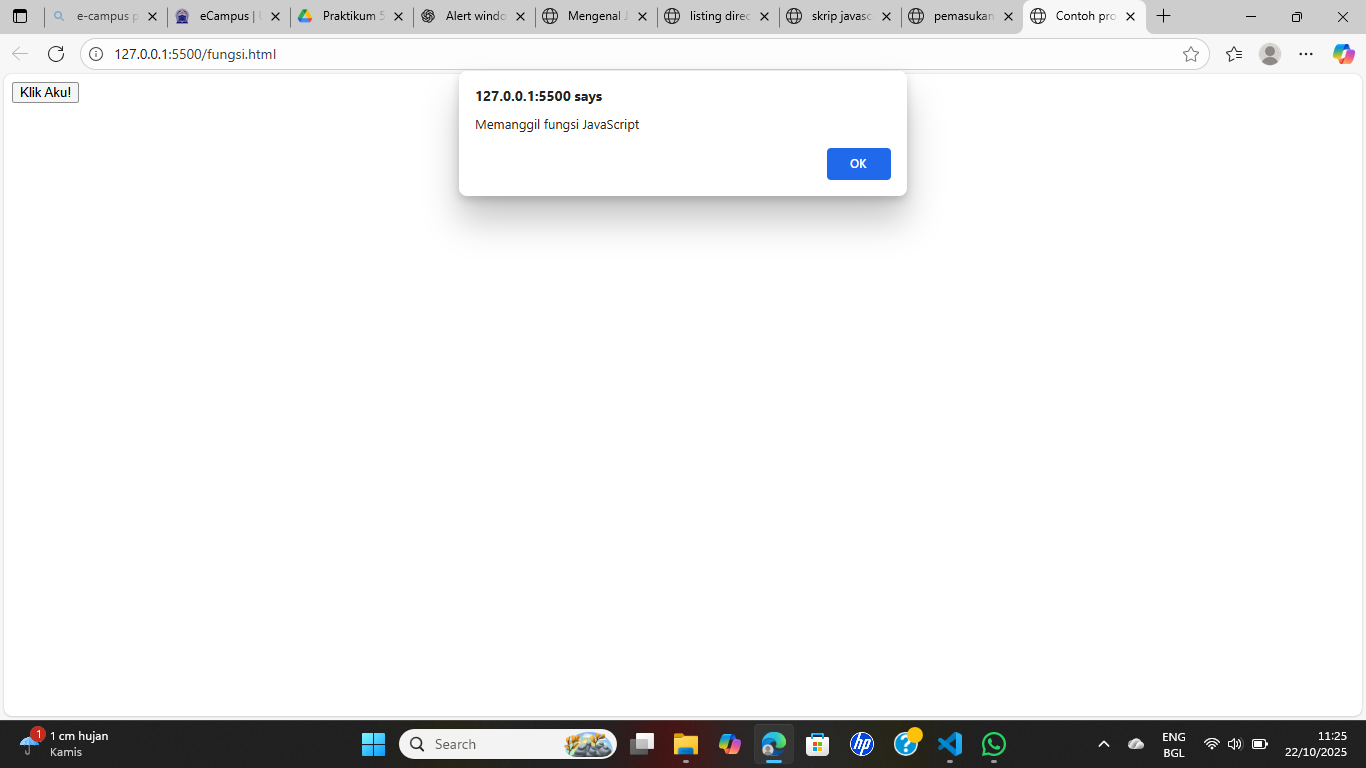 e-campus p
eCampus |
Praktikum 5
Alert windo
Mengenal J
listing direc
skrip javasc
pemasukan
Contoh pro
127.0.0.1:5500/fungsi.html
Klik Aku!
127.0.0.1:5500 says
Memanggil fungsi JavaScript
OK
1
1 cm hujan
Kamis
Search
hp
ENG
BGL
11:25
22/10/2025